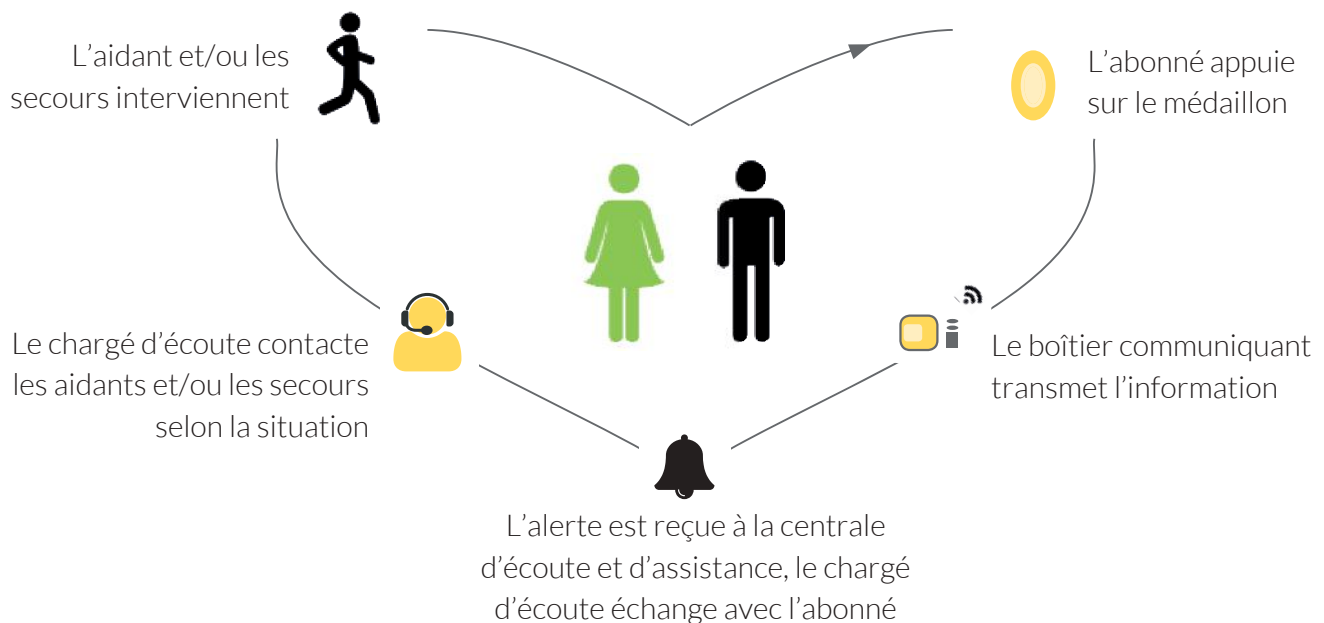 L’aidant et/ou les
secours interviennent
L’abonné appuie
sur le médaillon
Le chargé d’écoute contacte
les aidants et/ou les secours
selon la situation
Le boîtier communiquant
transmet l’information
L’alerte est reçue à la centrale
d’écoute et d’assistance, le chargé
d’écoute échange avec l’abonné